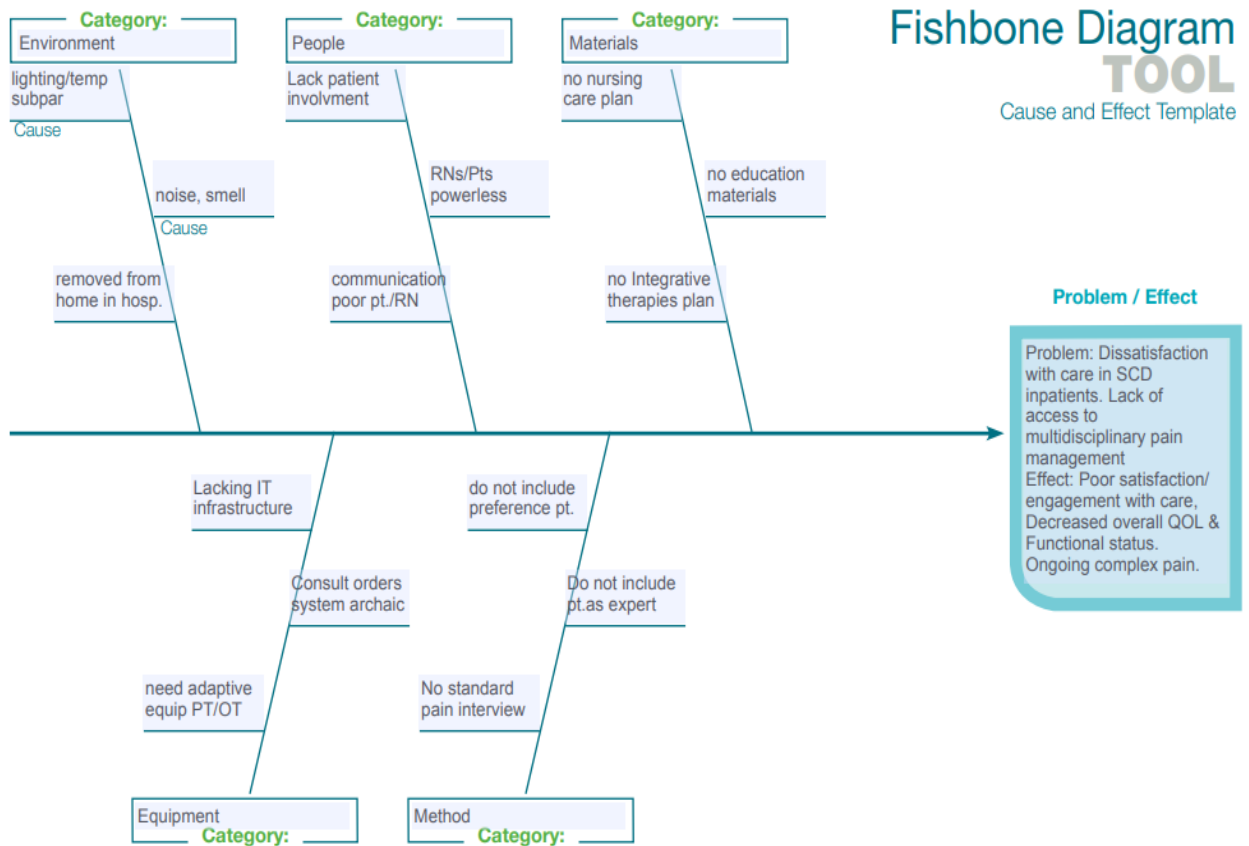 Fishbone Diagram
TOOL
Cause and Effect Template
Category:
Environment
lighting/temp
subpar
Cause
noise, smell
Cause
removed from
home in hosp.
Category:
People
Lack patient
involvment
RNs/Pts
powerless
communication
poor pt./RN
Category:
Materials
no nursing
care plan
no education
materials
no Integrative
therapies plan
Problem / Effect
Problem: Dissatisfaction
with care in SCD
inpatients. Lack of
access to
multidisciplinary pain
management
Effect: Poor satisfaction/
engagement with care,
Decreased overall QOL &
Functional status.
Ongoing complex pain.
Lacking IT
infrastructure
Consult orders
system archaic
need adaptive
equip PT/OT
Equipment
Category:
do not include
preference pt.
Do not include
pt.as expert
No standard
pain interview
Method
Category: